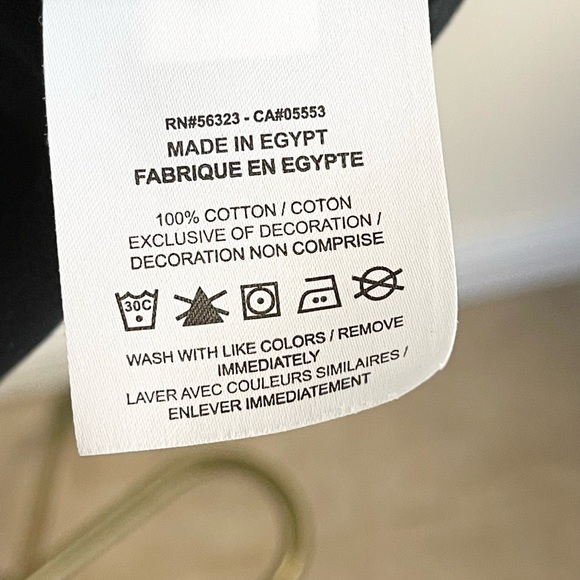 RN#56323 - CA#05553
MADE IN EGYPT
FABRIQUE EN EGYPTE
100% COTTON / COTON
EXCLUSIVE OF DECORATION /
DECORATION NON COMPRISE
30C
WASH WITH LIKE COLORS / REMOVE
IMMEDIATELY
LAVER AVEC COULEURS SIMILAIRES /
ENLEVER IMMEDIATEMENT